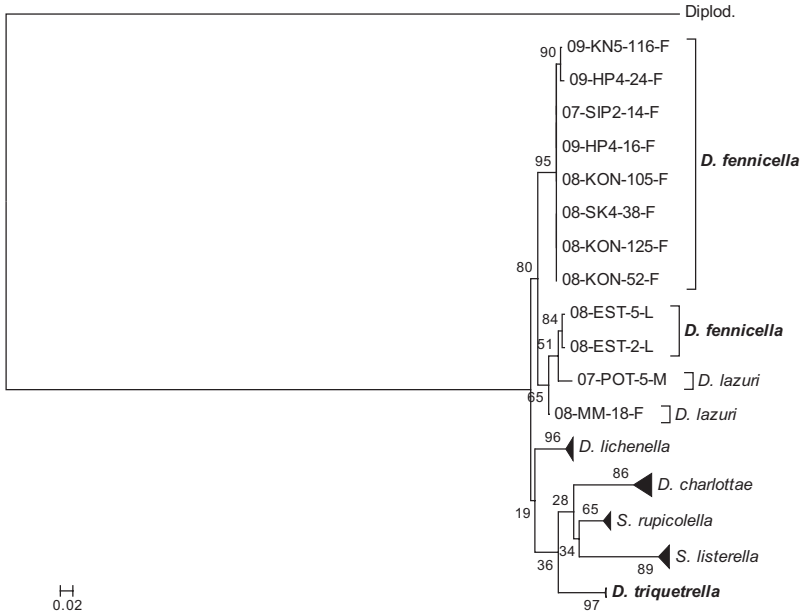 Diplod.
90
09-KN5-116-F
09-HP4-24-F
07-SIP2-14-F
09-HP4-16-F
95
D. fennicella
08-KON-105-F
08-SK4-38-F
08-KON-125-F
80
08-KON-52-F
84
08-EST-5-L
D. fennicella
51
08-EST-2-L
07-POT-5-M
D. lazuri
65
08-MM-18-F
D. lazuri
96
D. lichenella
86
D. charlottae
28
19
65
S. rupicolella
34
S. listerella
36
89
D. triquetrella
97
0.02